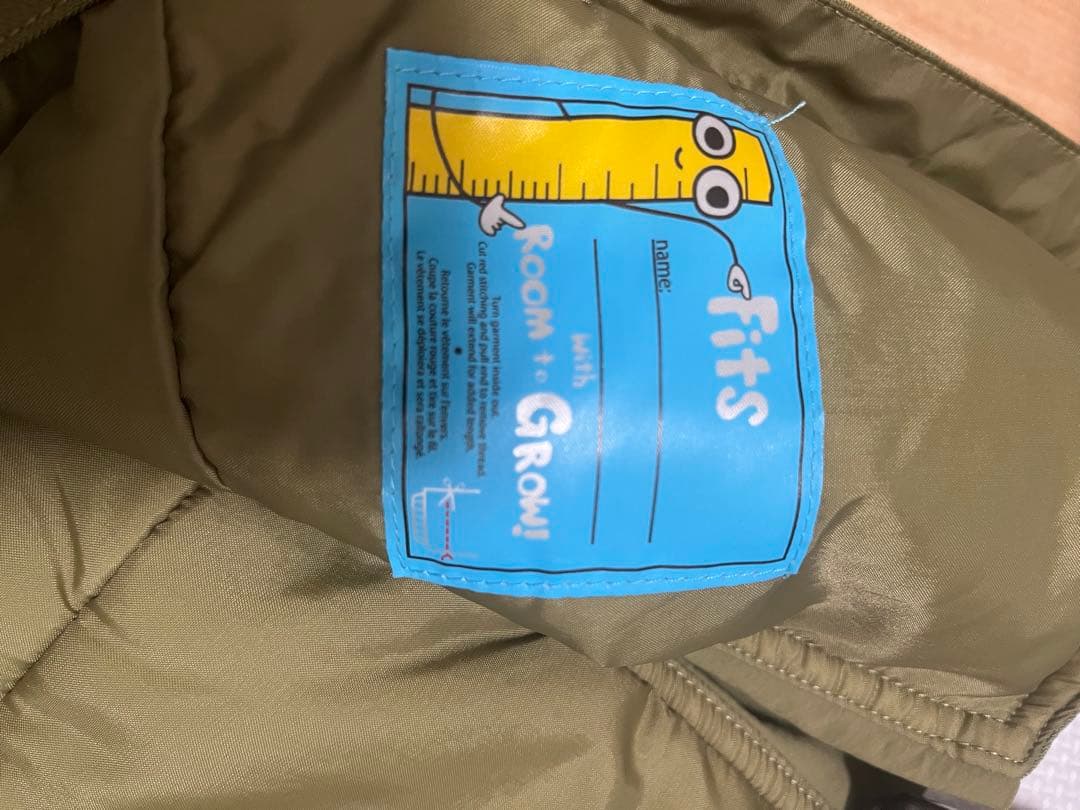 Fits
name:
with
ROOM to GROW!
Turn garment inside out.
Cut red stitching and pull end to remove thread.
Garment will extend for added length.
•
Retourne le vêtement sur l'envers.
Coupe la couture rouge et tire sur le fil.
Le vêtement se déploiera et sera rallongé.